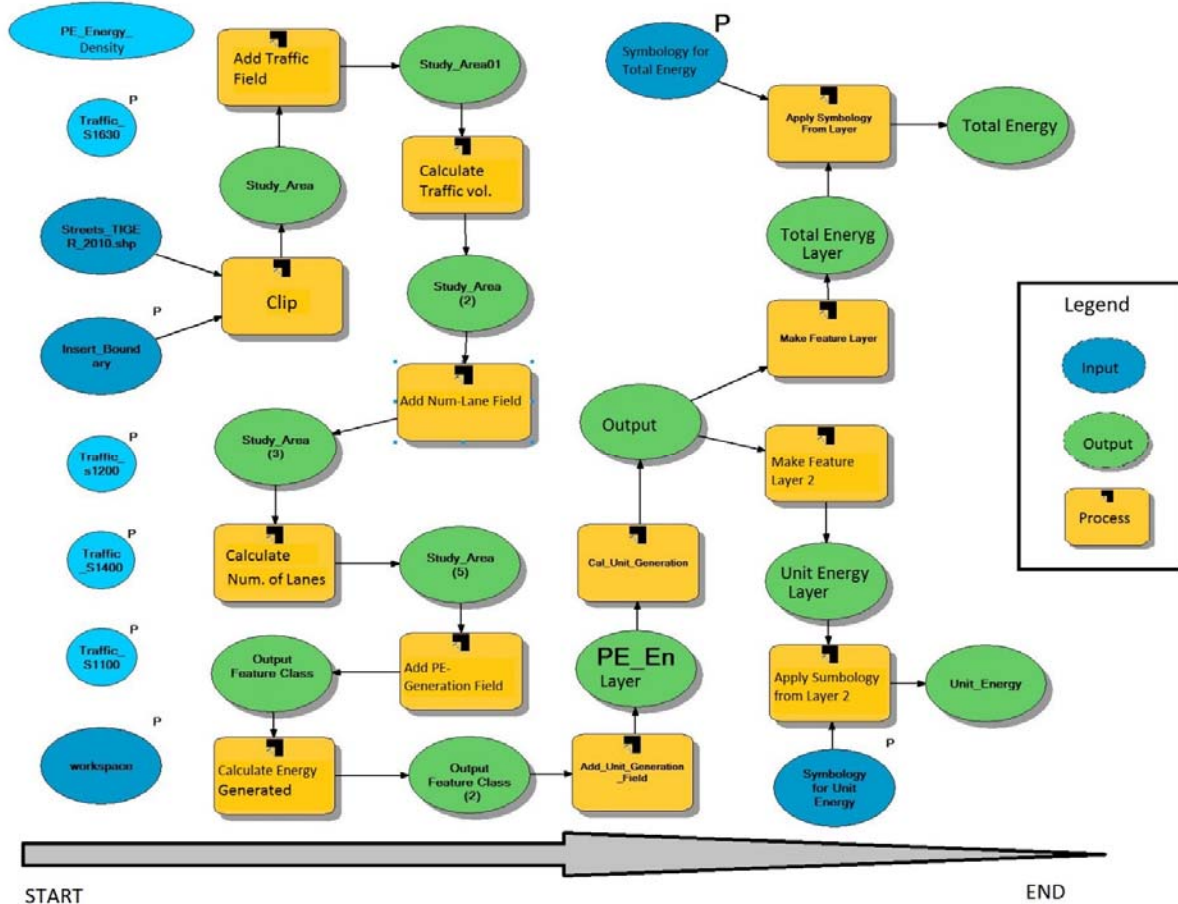 PE_Energy_
Density
P
Traffic_
S1630
Streets_TIGE
R_2010.shp
P
Insert_Bound
ary
P
Traffic_
s1200
P
Traffic
_S1400
P
Traffic_
S1100
P
workspace
Add Traffic
Field
Study_Area01
Study_Area
Calculate
Traffic vol.
Clip
Study_Area
(2)
Add Num-Lane Field
Study_Area
(3)
Calculate
Num. of Lanes
Study_Area
(5)
Output
Feature Class
Add PE-
Generation Field
Calculate Energy
Generated
Output
Feature Class
(2)
Add_Unit_Generation
_Field
PE_En
Layer
Cal_Unit_Generation
Output
P
Symbology for
Total Energy
Apply Symbology
From Layer
Total Energy
Total Eneryg
Layer
Make Feature Layer
Make Feature
Layer 2
Unit Energy
Layer
Apply Sumbology
from Layer 2
Unit_Energy
P
Symbology
for Unit
Energy
Legend
Input
Output
Process
START
END